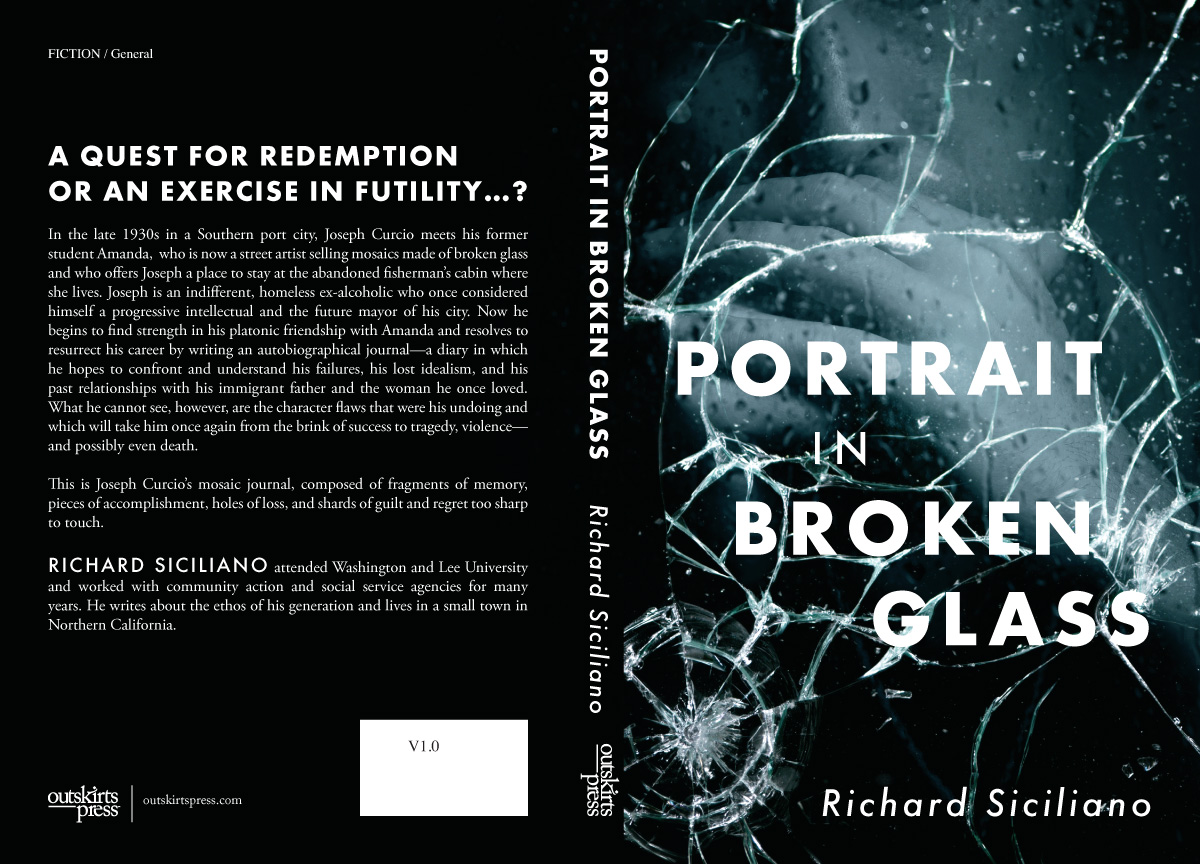 FICTION / General
A QUEST FOR REDEMPTION
OR AN EXERCISE IN FUTILITY...?
In the late 1930s in a Southern port city, Joseph Curcio meets his former
student Amanda, who is now a street artist selling mosaics made of broken glass
and who offers Joseph a place to stay at the abandoned fisherman's cabin where
she lives. Joseph is an indifferent, homeless ex-alcoholic who once considered
himself a progressive intellectual and the future mayor of his city. Now he
begins to find strength in his platonic friendship with Amanda and resolves to
resurrect his career by writing an autobiographical journal—a diary in which
he hopes to confront and understand his failures, his lost idealism, and his
past relationships with his immigrant father and the woman he once loved.
What he cannot see, however, are the character flaws that were his undoing and
which will take him once again from the brink of success to tragedy, violence—
and possibly even death.
This is Joseph Curcio's mosaic journal, composed of fragments of memory,
pieces of accomplishment, holes of loss, and shards of guilt and regret too sharp
to touch.
RICHARD SICILIANO attended Washington and Lee University
and worked with community action and social service agencies for many
years. He writes about the ethos of his generation and lives in a small town in
Northern California.
V1.0
outskirts
press
outskirtspress.com
PORTRAIT IN BROKEN GLASS
Richard Siciliano
outskirts
press
PORTRAIT
IN
BROKEN
GLASS
Richard Siciliano